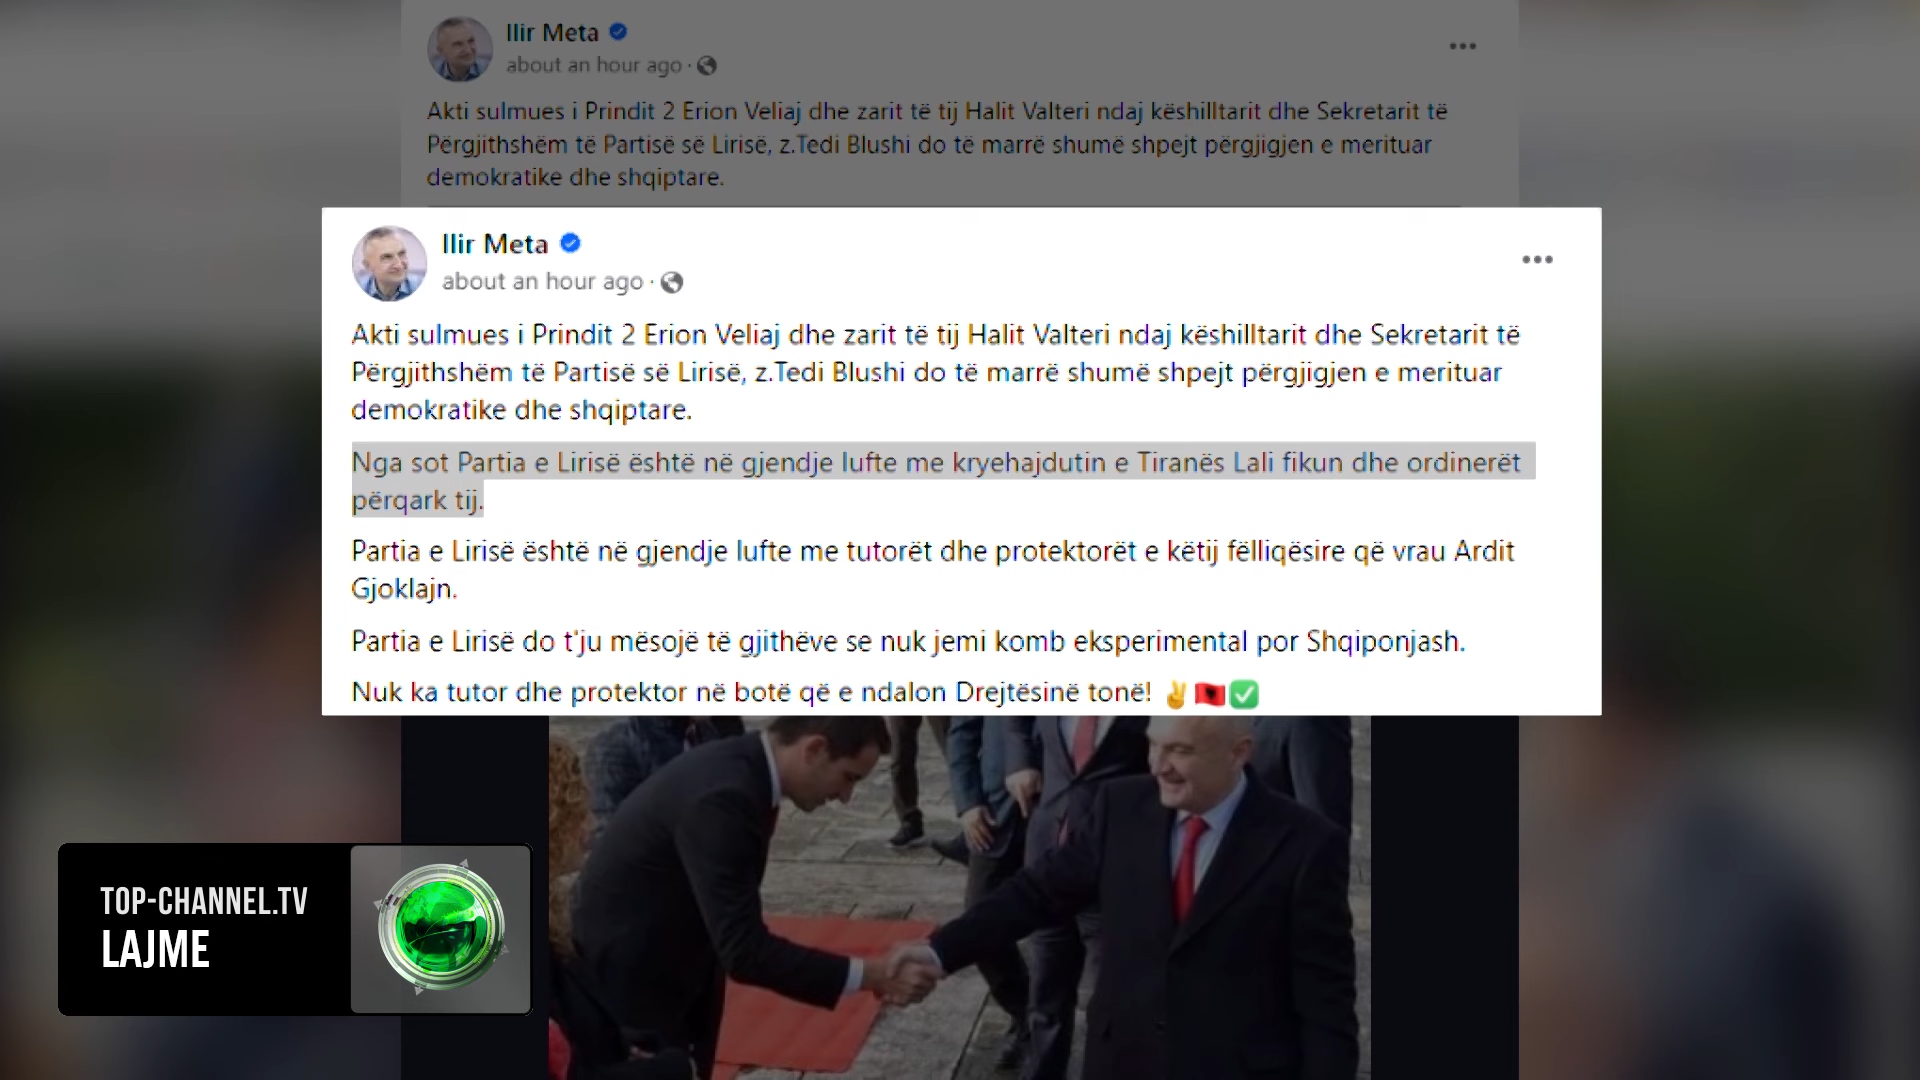 Ilir Meta
about an hour ago ·
Akti sulmues i Prindit 2 Erion Veliaj dhe zarit të tij Halit Valteri ndaj këshilltarit dhe Sekretarit të
Përgjithshëm të Partisë së Lirisë, z.Tedi Blushi do të marrë shumë shpejt përgjigjen e merituar
demokratike dhe shqiptare.
Ilir Meta
about an hour ago ·
Akti sulmues i Prindit 2 Erion Veliaj dhe zarit të tij Halit Valteri ndaj këshilltarit dhe Sekretarit të
Përgjithshëm të Partisë së Lirisë, z.Tedi Blushi do të marrë shumë shpejt përgjigjen e merituar
demokratike dhe shqiptare.
Nga sot Partia e Lirisë është në gjendje lufte me kryehajdutin e Tiranës Lali fikun dhe ordinerët
përqark tij.
Partia e Lirisë është në gjendje lufte me tutorët dhe protektorët e këtij fëlliqësire që vrau Ardit
Gjoklajn.
Partia e Lirisë do t'ju mësojë të gjithëve se nuk jemi komb eksperimental por Shqiponjash.
Nuk ka tutor dhe protektor në botë që e ndalon Drejtësinë tonë! ✌️🇦🇱✅
TOP-CHANNEL.TV
LAJME